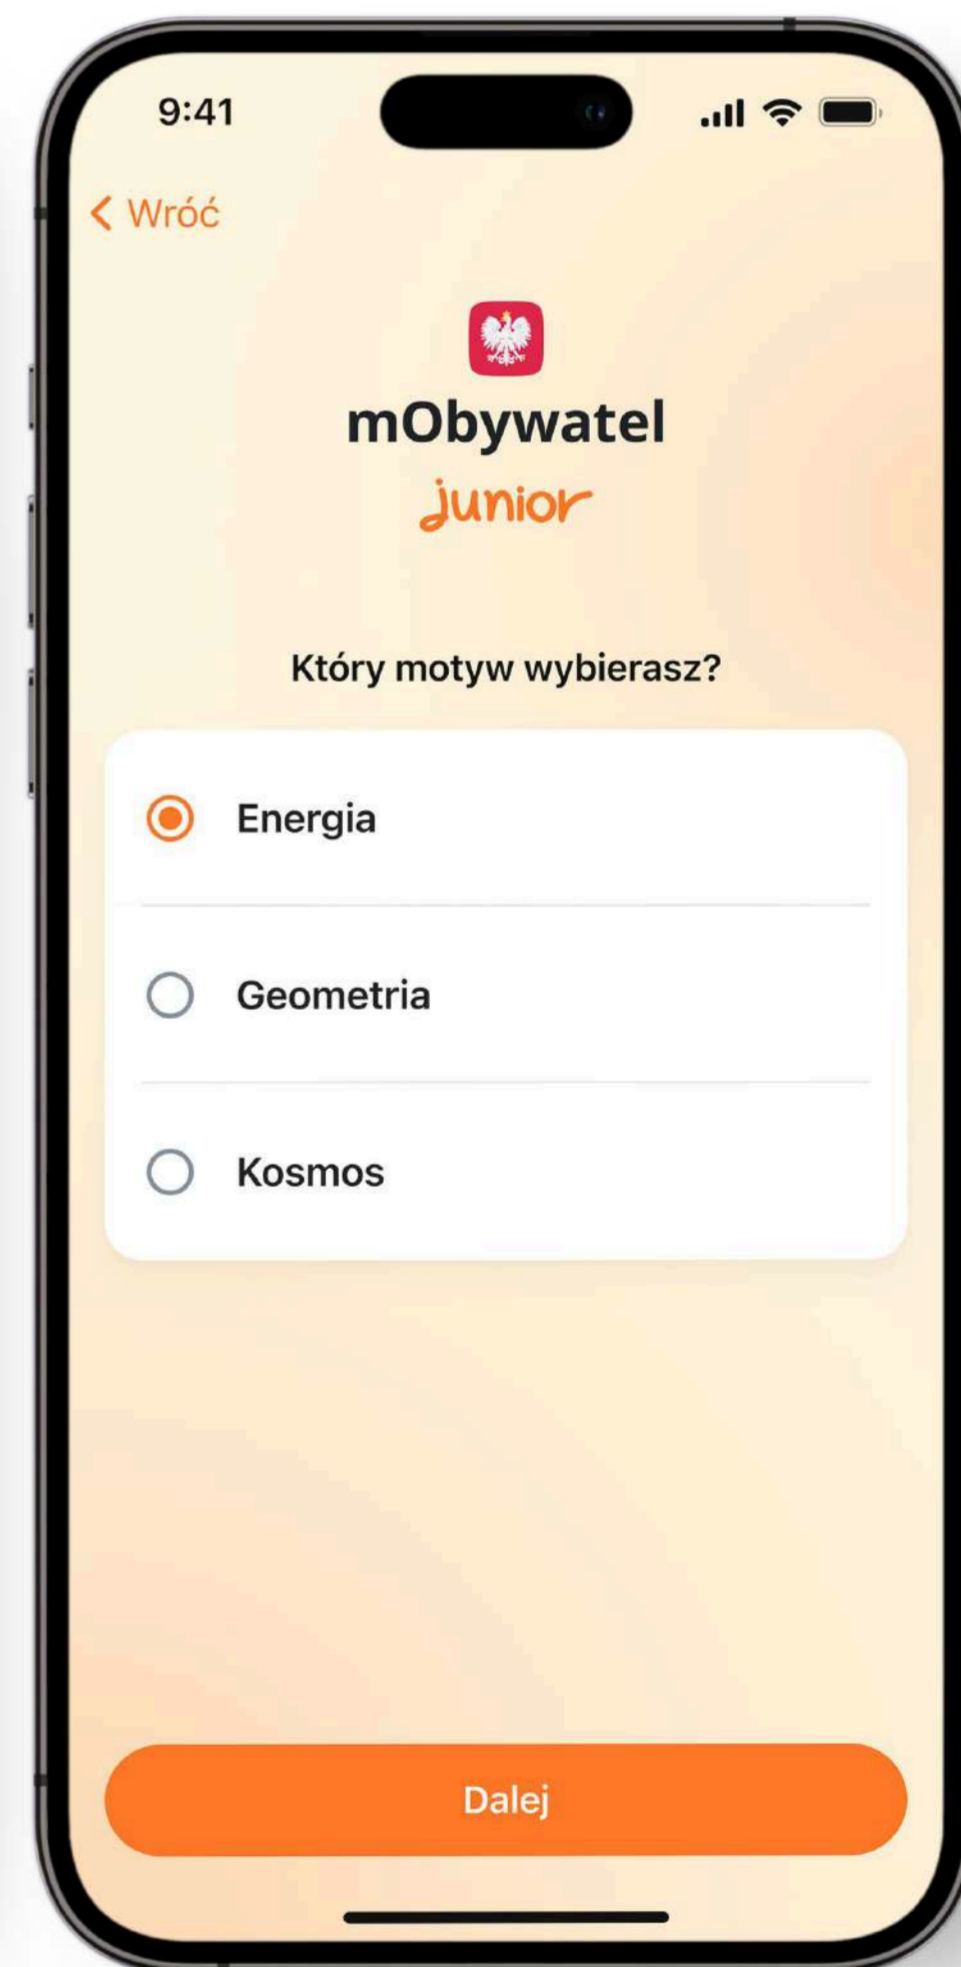 9:41
Wróć
mObywatel
junior
Który motyw wybierasz?
Energia
Geometria
Kosmos
Dalej